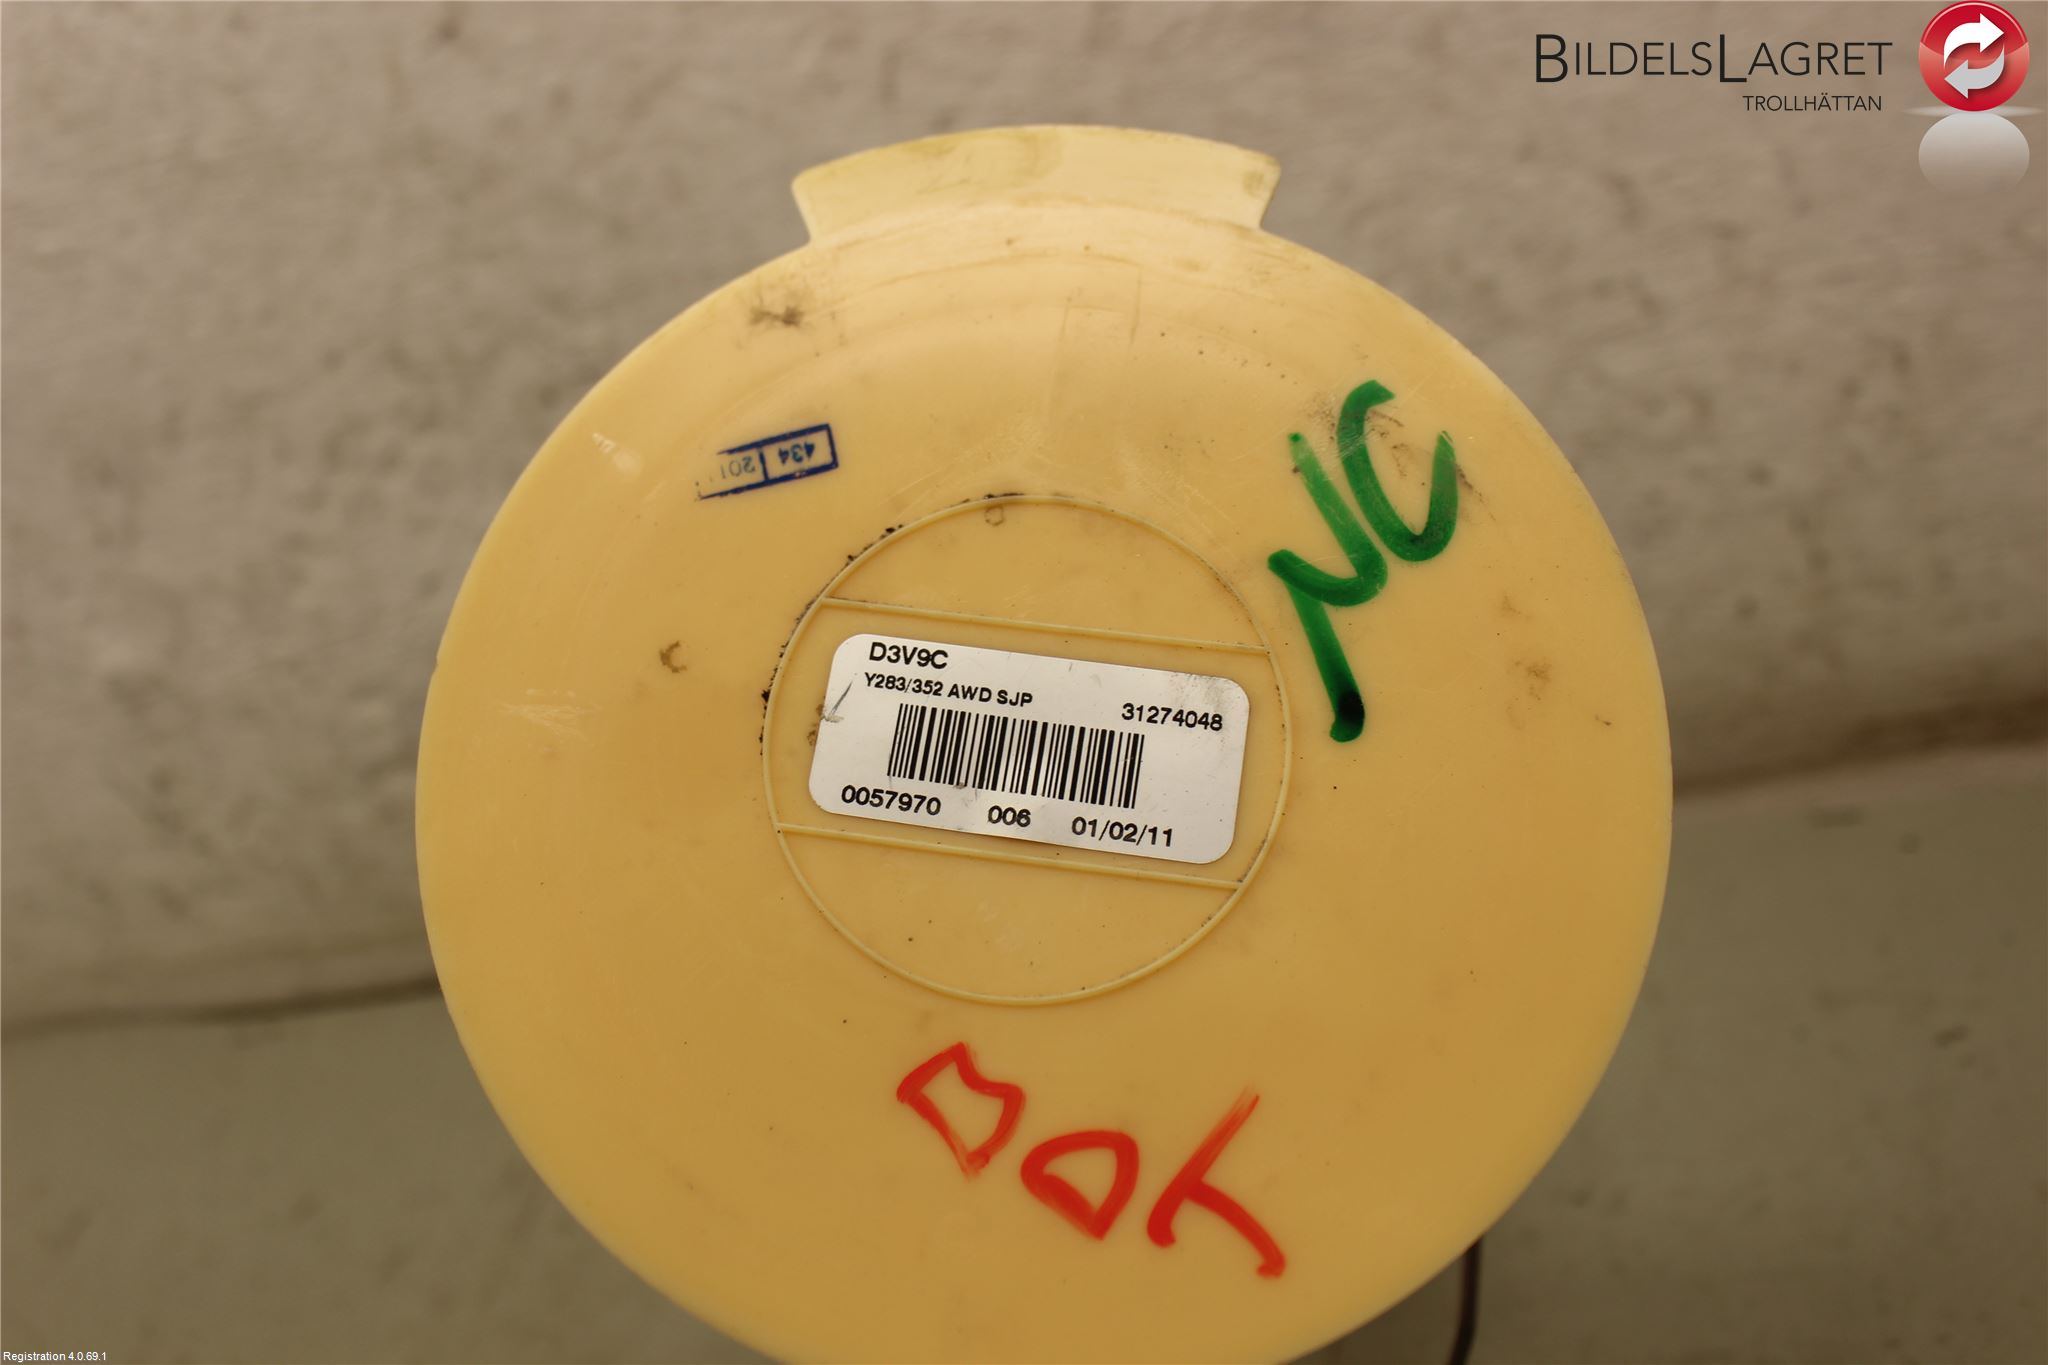 BILDELSLAGRET
TROLLHÄTTAN
434
NC
D3V9C
Y283/352 AWD SJP
31274048
0057970 006 01/02/11
Registration 4.0.69.1